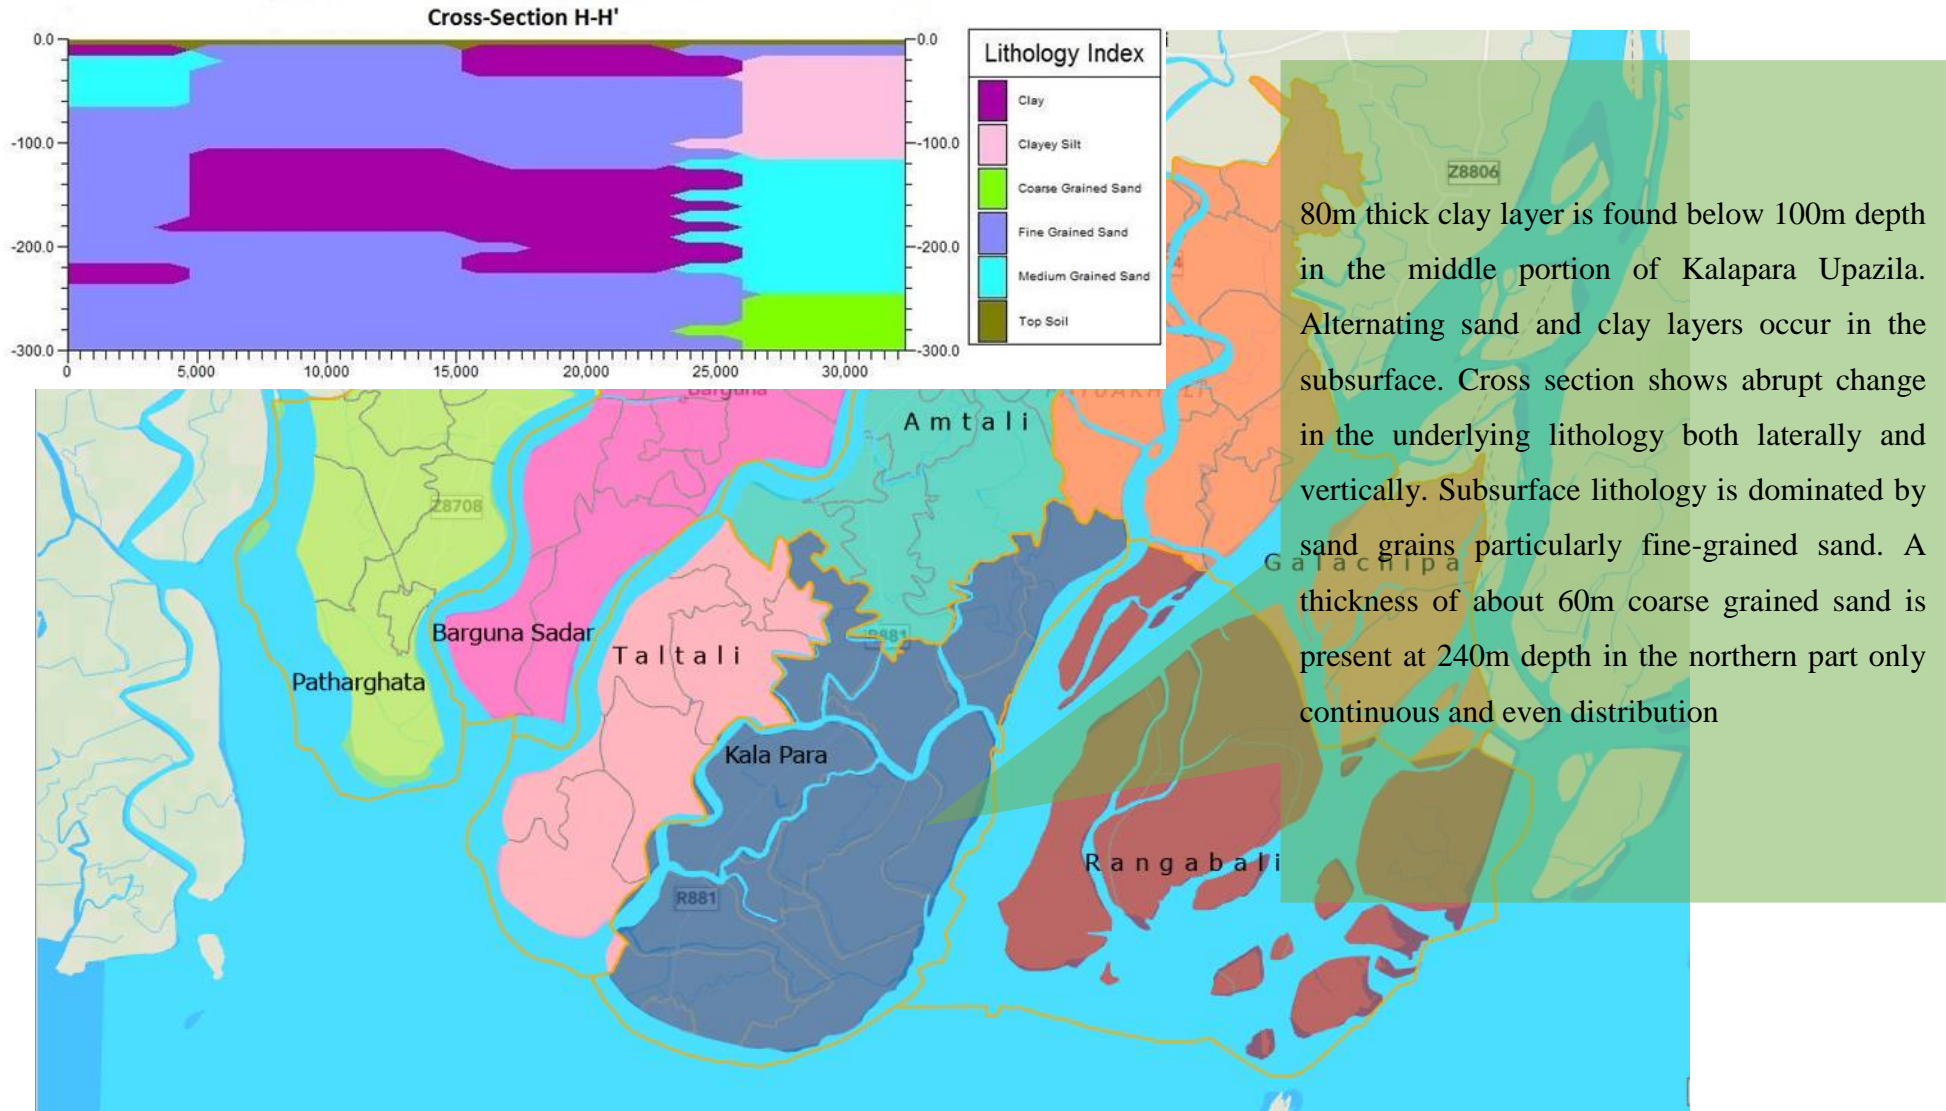 Cross-Section H-H'
0.0
-100.0
-200.0
-300.0
0
5,000
10,000
15,000
20,000
25,000
30,000
0.0
-100.0
-200.0
-300.0
Lithology Index
Clay
Clayey Silt
Coarse Grained Sand
Fine Grained Sand
Medium Grained Sand
Top Soil
80m thick clay layer is found below 100m depth
in the middle portion of Kalapara Upazila.
Alternating sand and clay layers occur in the
subsurface. Cross section shows abrupt change
in the underlying lithology both laterally and
vertically. Subsurface lithology is dominated by
sand grains particularly fine-grained sand. A
thickness of about 60m coarse grained sand is
present at 240m depth in the northern part only
continuous and even distribution
Z8806
Barguna
Amtali
Z8708
Galachipa
Barguna Sadar
R881
Taltali
Patharghata
Kala Para
Rangabali
R881